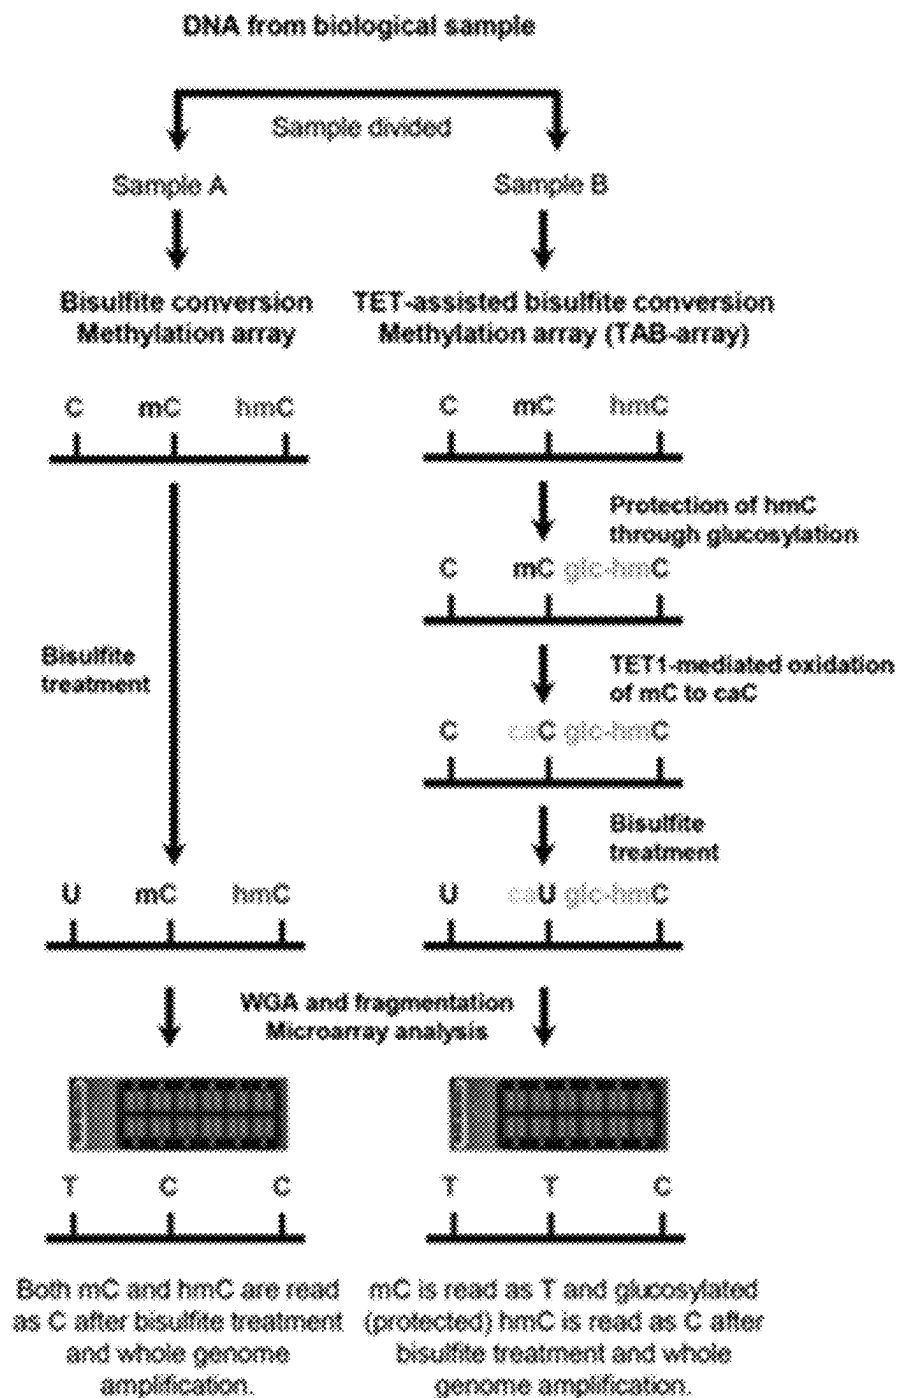 DNA from biological sample
Sample divided
Sample A
Sample B
Bisulfite conversion
Methylation array
TET-assisted bisulfite conversion
Methylation array (TAB-array)
C mC hmC
C mC hmC
Protection of hmC
through glucosylation
C mC glc-hmC
Bisulfite
treatment
TET1-mediated oxidation
of mC to caC
C caC glc-hmC
Bisulfite
treatment
U mC hmC
U caU glc-hmC
WGA and fragmentation
Microarray analysis
T C C
T T C
Both mC and hmC are read
as C after bisulfite treatment
and whole genome
amplification.
mC is read as T and glucosylated
(protected) hmC is read as C after
bisulfite treatment and whole
genome amplification.